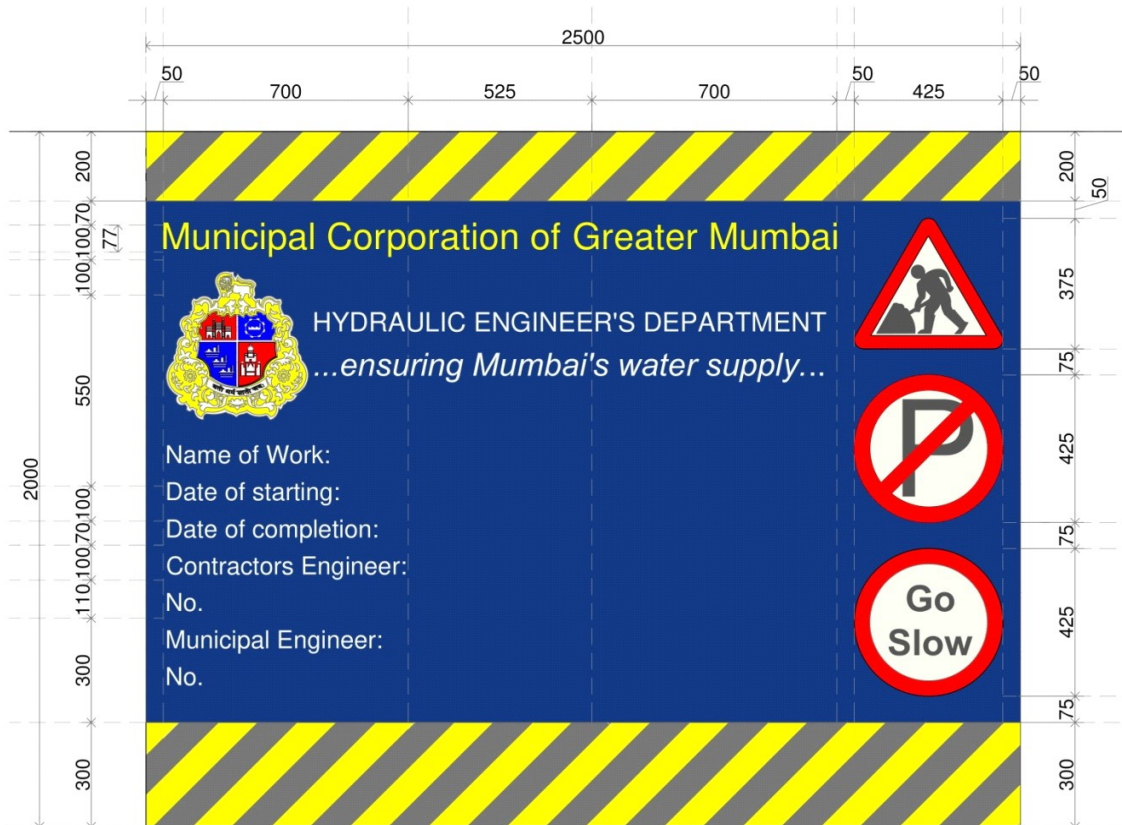 2500
50
50
50
700
525
700
425
200
70
100
77
100
550
2000
100
70
100
110
300
300
200
50
375
75
425
75
425
75
300
Municipal Corporation of Greater Mumbai
HYDRAULIC ENGINEER'S DEPARTMENT
...ensuring Mumbai's water supply...
Name of Work:
Date of starting:
Date of completion:
Contractors Engineer:
No.
Municipal Engineer:
No.
P
Go
Slow